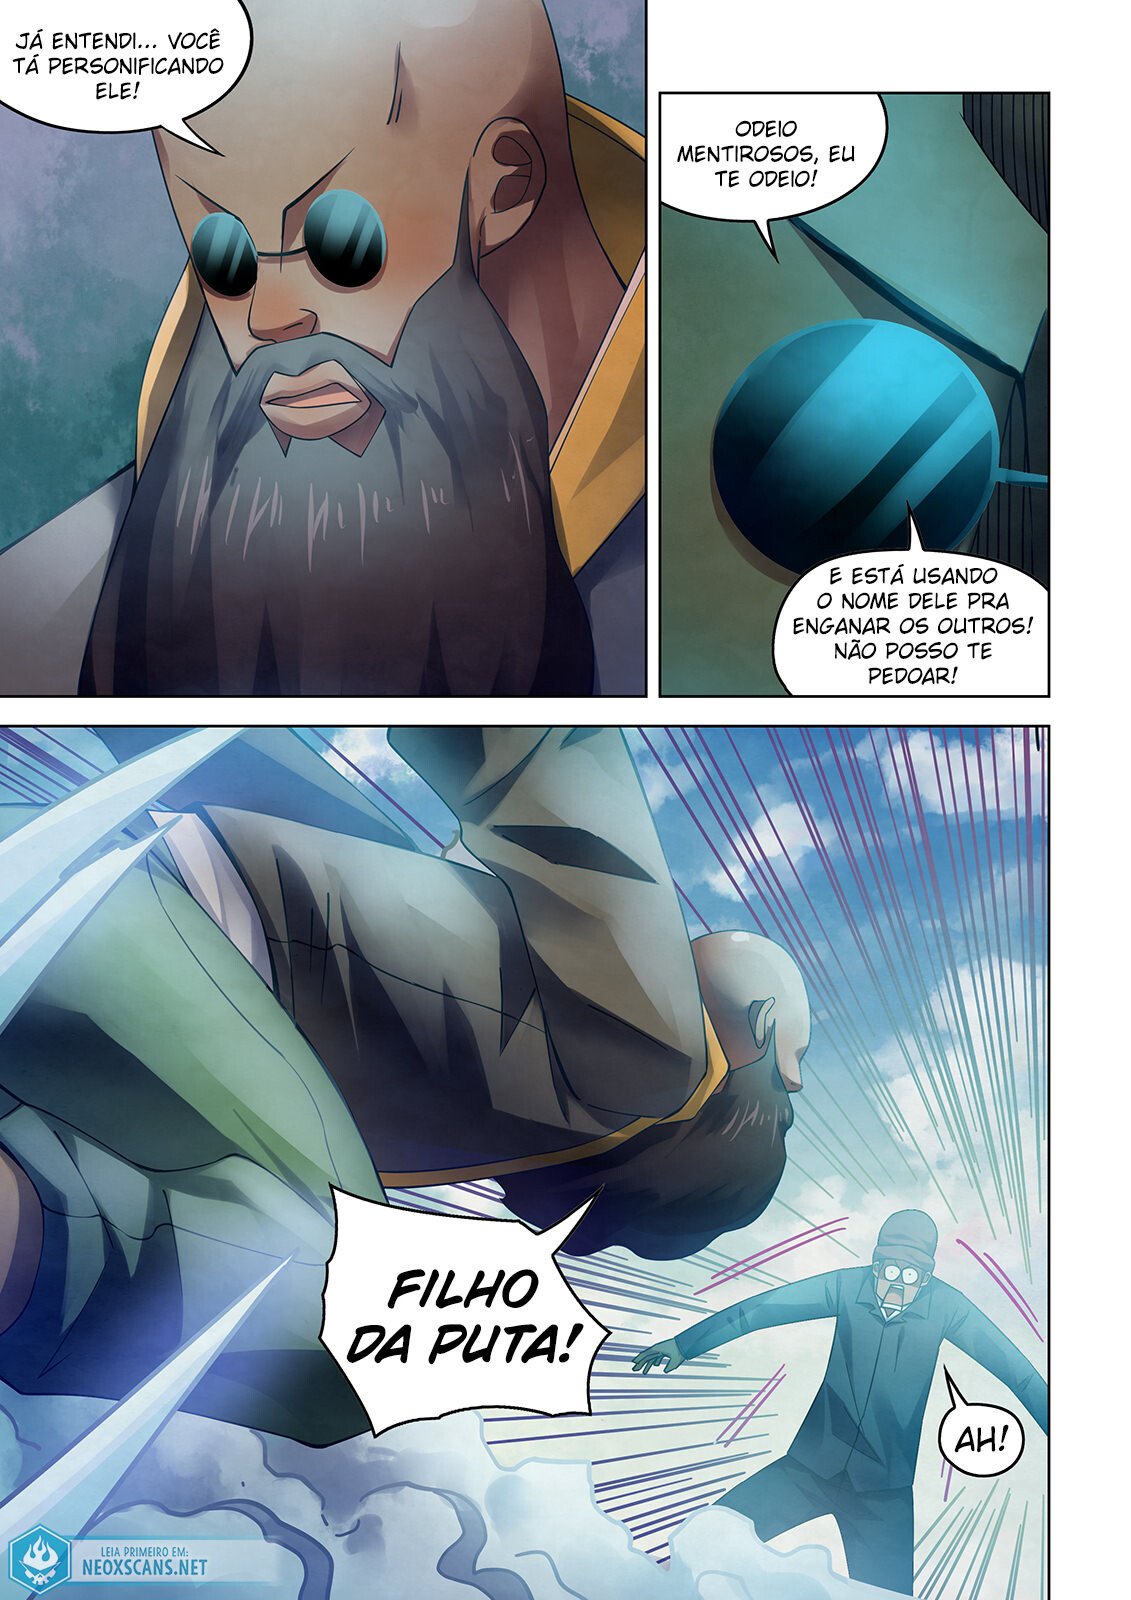 JÁ ENTENDI... VOCÊ
TÁ PERSONIFICANDO
ELE!
ODEIO
MENTIROSOS, EU
TE ODEIO!
E ESTÁ USANDO
O NOME DELE PRA
ENGANAR OS OUTROS!
NÃO POSSO TE
PEDOAR!
FILHO
DA PUTA!
AH!
LEIA PRIMEIRO EM:
NEOXSCANS.NET